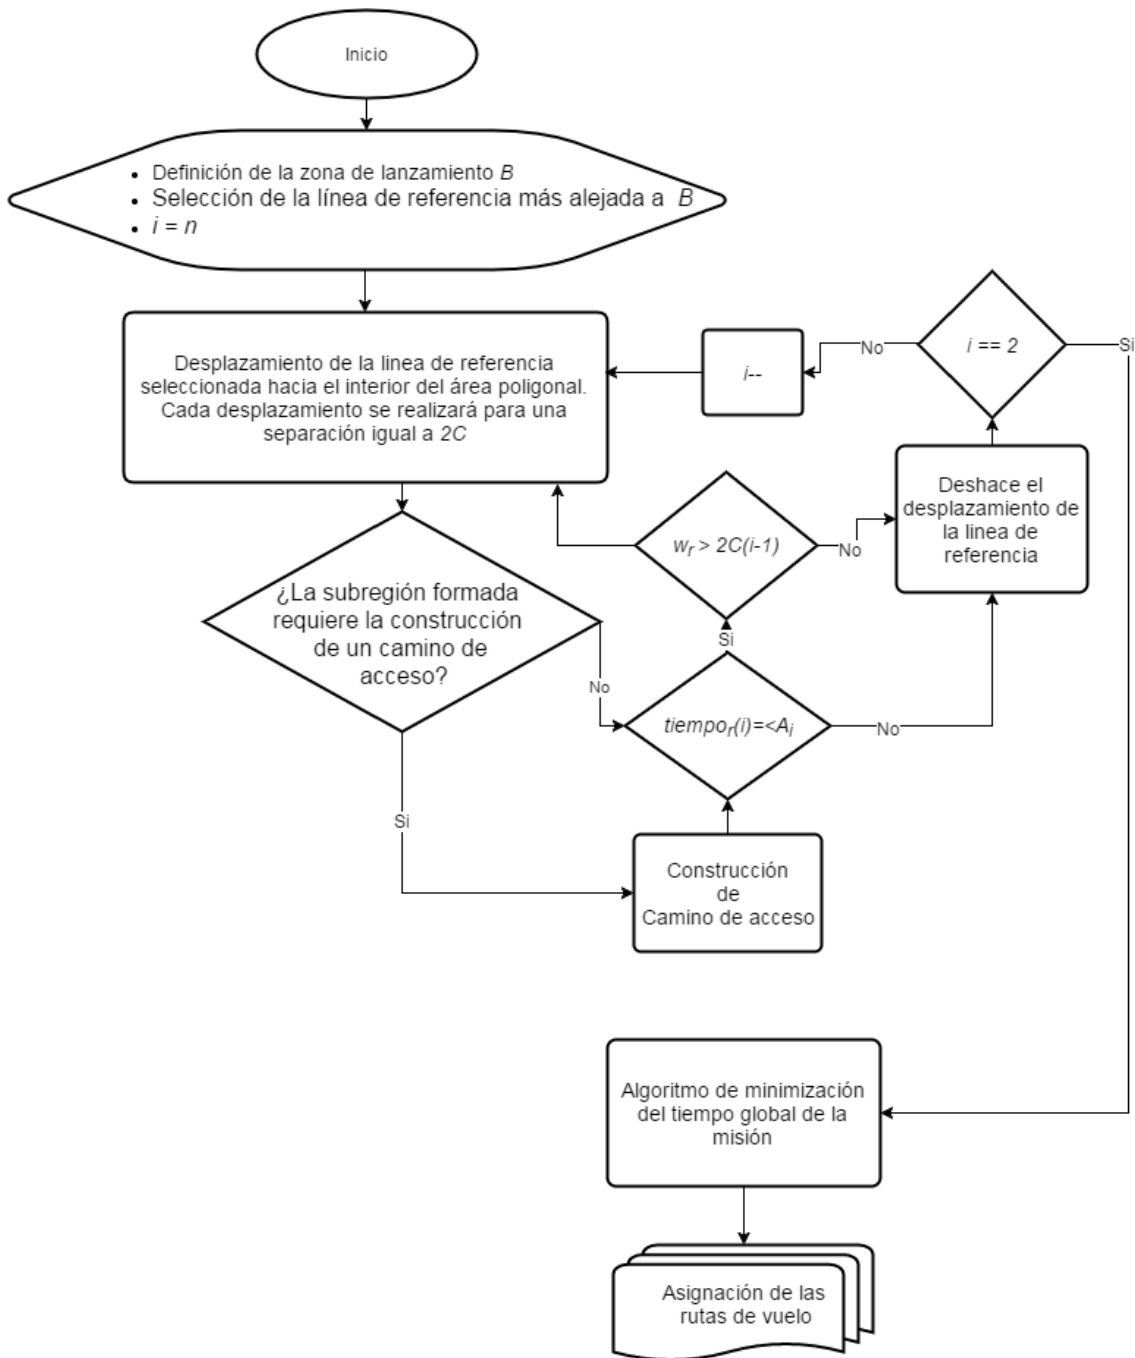 Inicio
Definición de la zona de lanzamiento B
Selección de la línea de referencia más alejada a B
i = n
Desplazamiento de la linea de referencia
seleccionada hacia el interior del área poligonal.
Cada desplazamiento se realizará para una
separación igual a 2C
i--
No
i == 2
Si
¿La subregión formada
requiere la construcción
de un camino de
acceso?
wr > 2C(i-1)
No
Deshace el
desplazamiento de
la linea de
referencia
Si
No
tiempor(i)=<Ai
No
Si
Construcción
de
Camino de acceso
Algoritmo de minimización
del tiempo global de la
misión
Asignación de las
rutas de vuelo